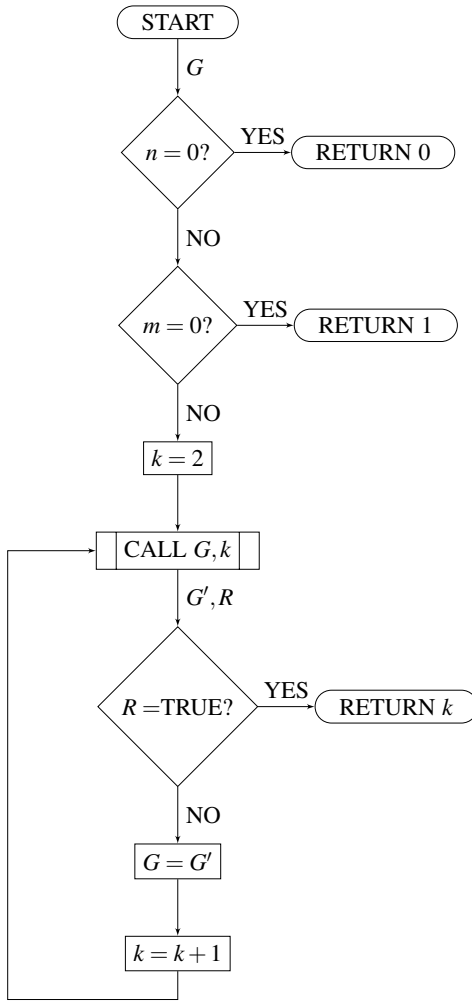 START
G
n = 0?
YES
RETURN 0
NO
m = 0?
YES
RETURN 1
NO
k = 2
CALL G,k
G′,R
R =TRUE?
YES
RETURN k
NO
G = G′
k = k+1